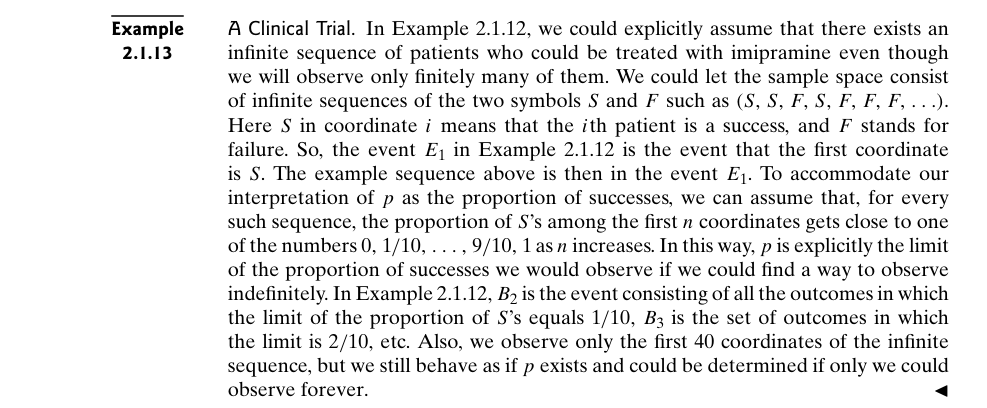 Example A Clinical Trial. In Example 2.1.12, we could explicitly assume that there exists an
2.1.13 infinite sequence of patients who could be treated with imipramine even though
we will observe only finitely many of them. We could let the sample space consist
of infinite sequences of the two symbols S and F such as (S, S, F, S, F, F, F, . . .).
Here S in coordinate i means that the ith patient is a success, and F stands for
failure. So, the event E₁ in Example 2.1.12 is the event that the first coordinate
is S. The example sequence above is then in the event E₁. To accommodate our
interpretation of p as the proportion of successes, we can assume that, for every
such sequence, the proportion of S's among the first n coordinates gets close to one
of the numbers 0, 1/10, . . . , 9/10, 1 as n increases. In this way, p is explicitly the limit
of the proportion of successes we would observe if we could find a way to observe
indefinitely. In Example 2.1.12, B₂ is the event consisting of all the outcomes in which
the limit of the proportion of S's equals 1/10, B₃ is the set of outcomes in which
the limit is 2/10, etc. Also, we observe only the first 40 coordinates of the infinite
sequence, but we still behave as if p exists and could be determined if only we could
observe forever. ◄